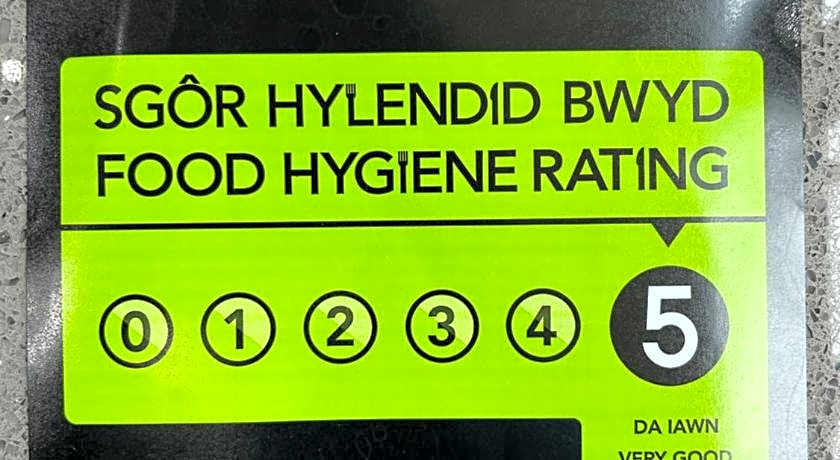 SGÔR HYLENDID BWYD
FOOD HYGIENE RATING
0 1 2 3 4 5
DA IAWN
VERY GOOD